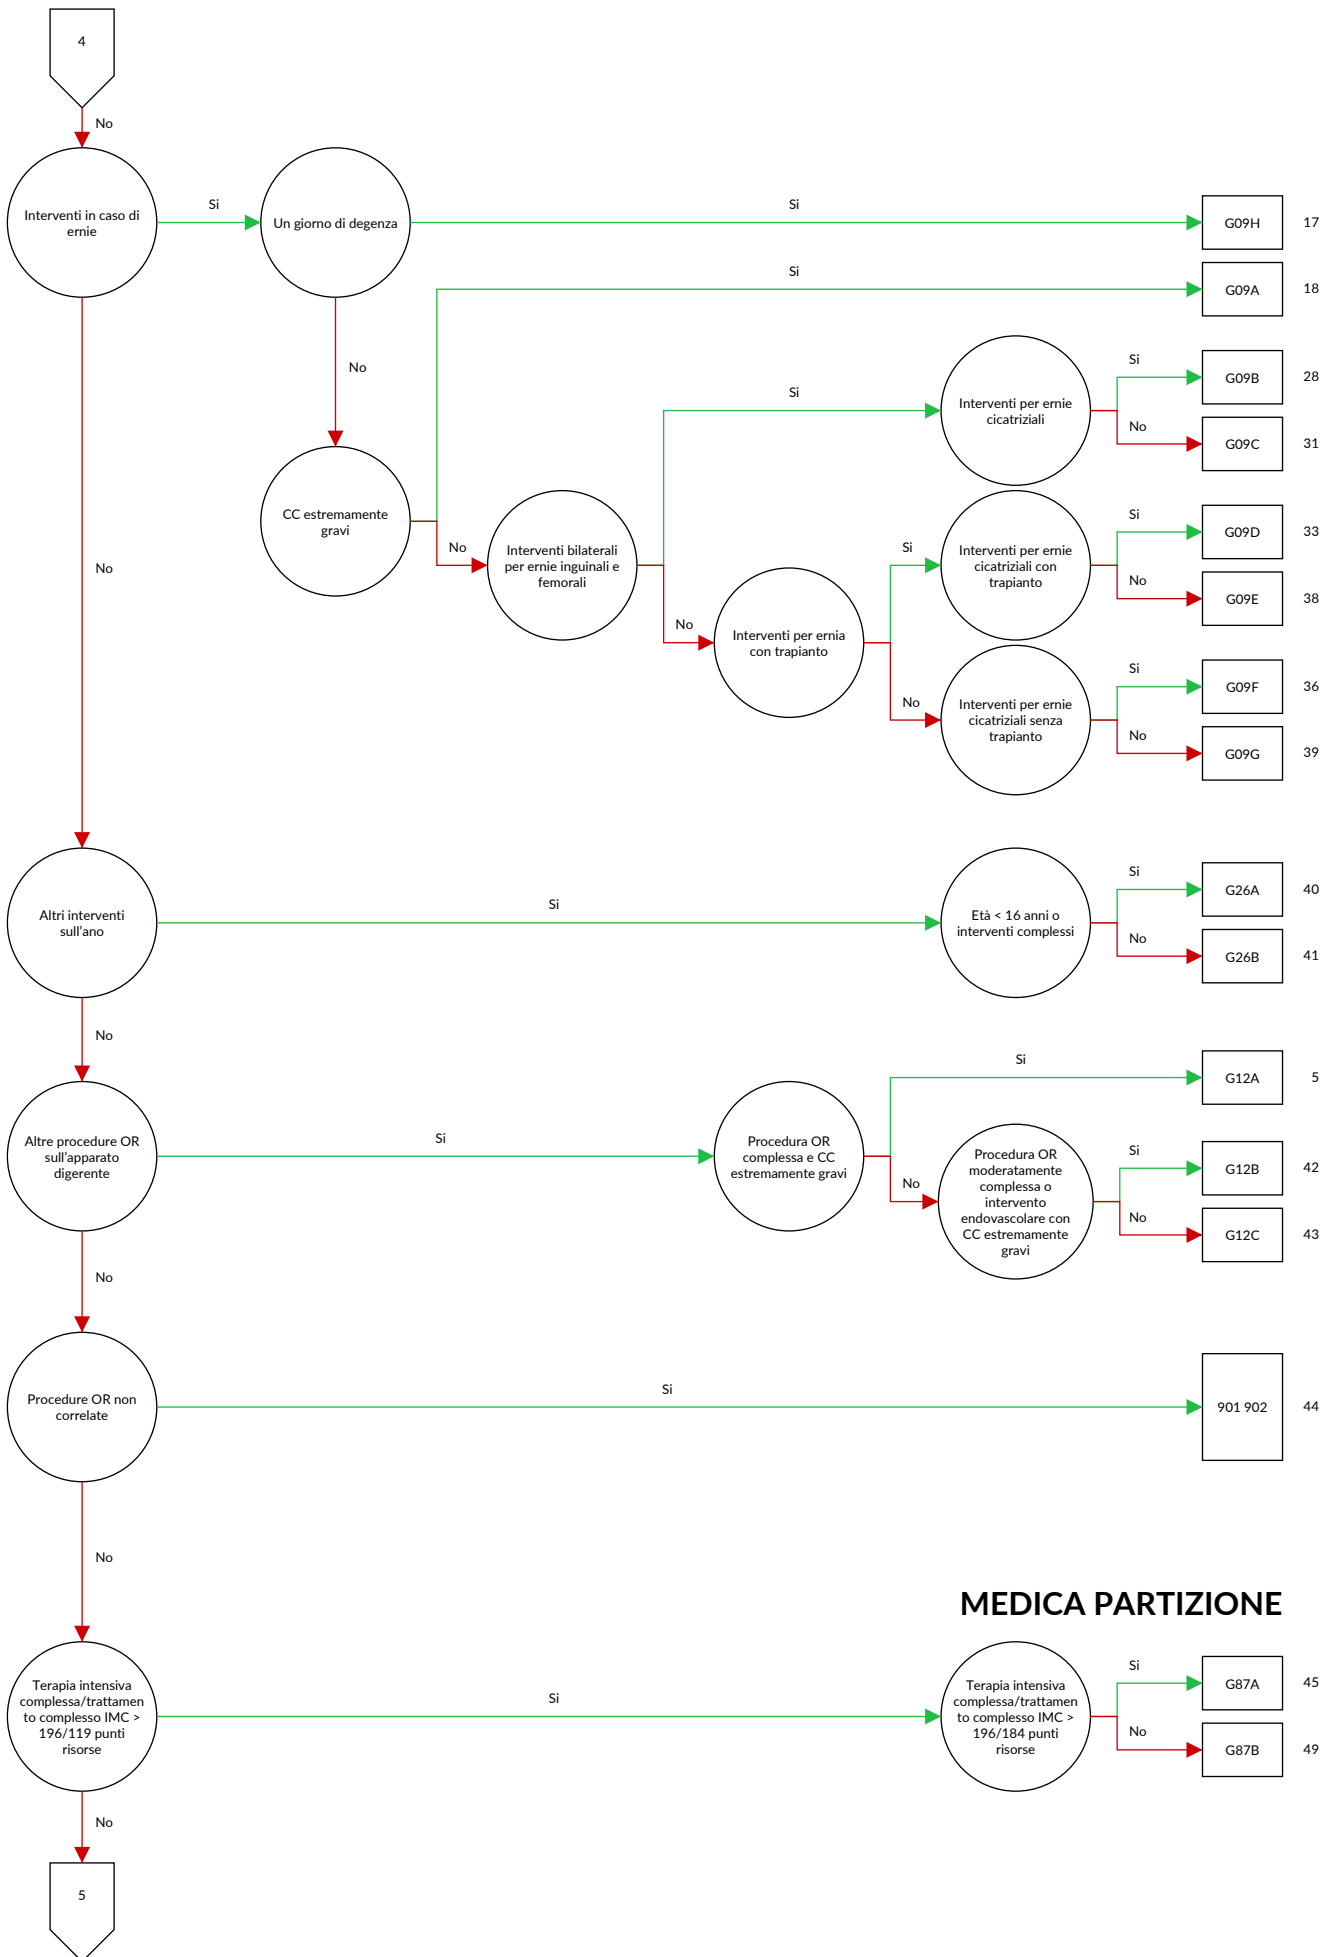 4
No
Interventi in caso di
ernie
Si
Un giorno di degenza
Si
G09H
17
Si
G09A
18
No
No
CC estremamente
gravi
No
Interventi bilaterali
per ernie inguinali e
femorali
Si
Interventi per ernie
cicatriziali
Si
G09B
28
No
G09C
31
No
Interventi per ernia
con trapianto
Si
Interventi per ernie
cicatriziali con
trapianto
Si
G09D
33
No
G09E
38
No
Interventi per ernie
cicatriziali senza
trapianto
Si
G09F
36
No
G09G
39
Altri interventi
sull'ano
Si
Età < 16 anni o
interventi complessi
Si
G26A
40
No
G26B
41
No
Altre procedure OR
sull'apparato
digerente
Si
Procedura OR
complessa e CC
estremamente gravi
Si
G12A
5
No
Procedura OR
moderatamente
complessa o
intervento
endovascolare con
CC estremamente
gravi
Si
G12B
42
No
G12C
43
No
Procedure OR non
correlate
Si
901 902
44
No
MEDICA PARTIZIONE
Terapia intensiva
complessa/trattamen
to complesso IMC >
196/119 punti
risorse
Si
Terapia intensiva
complessa/trattamen
to complesso IMC >
196/184 punti
risorse
Si
G87A
45
No
G87B
49
No
5